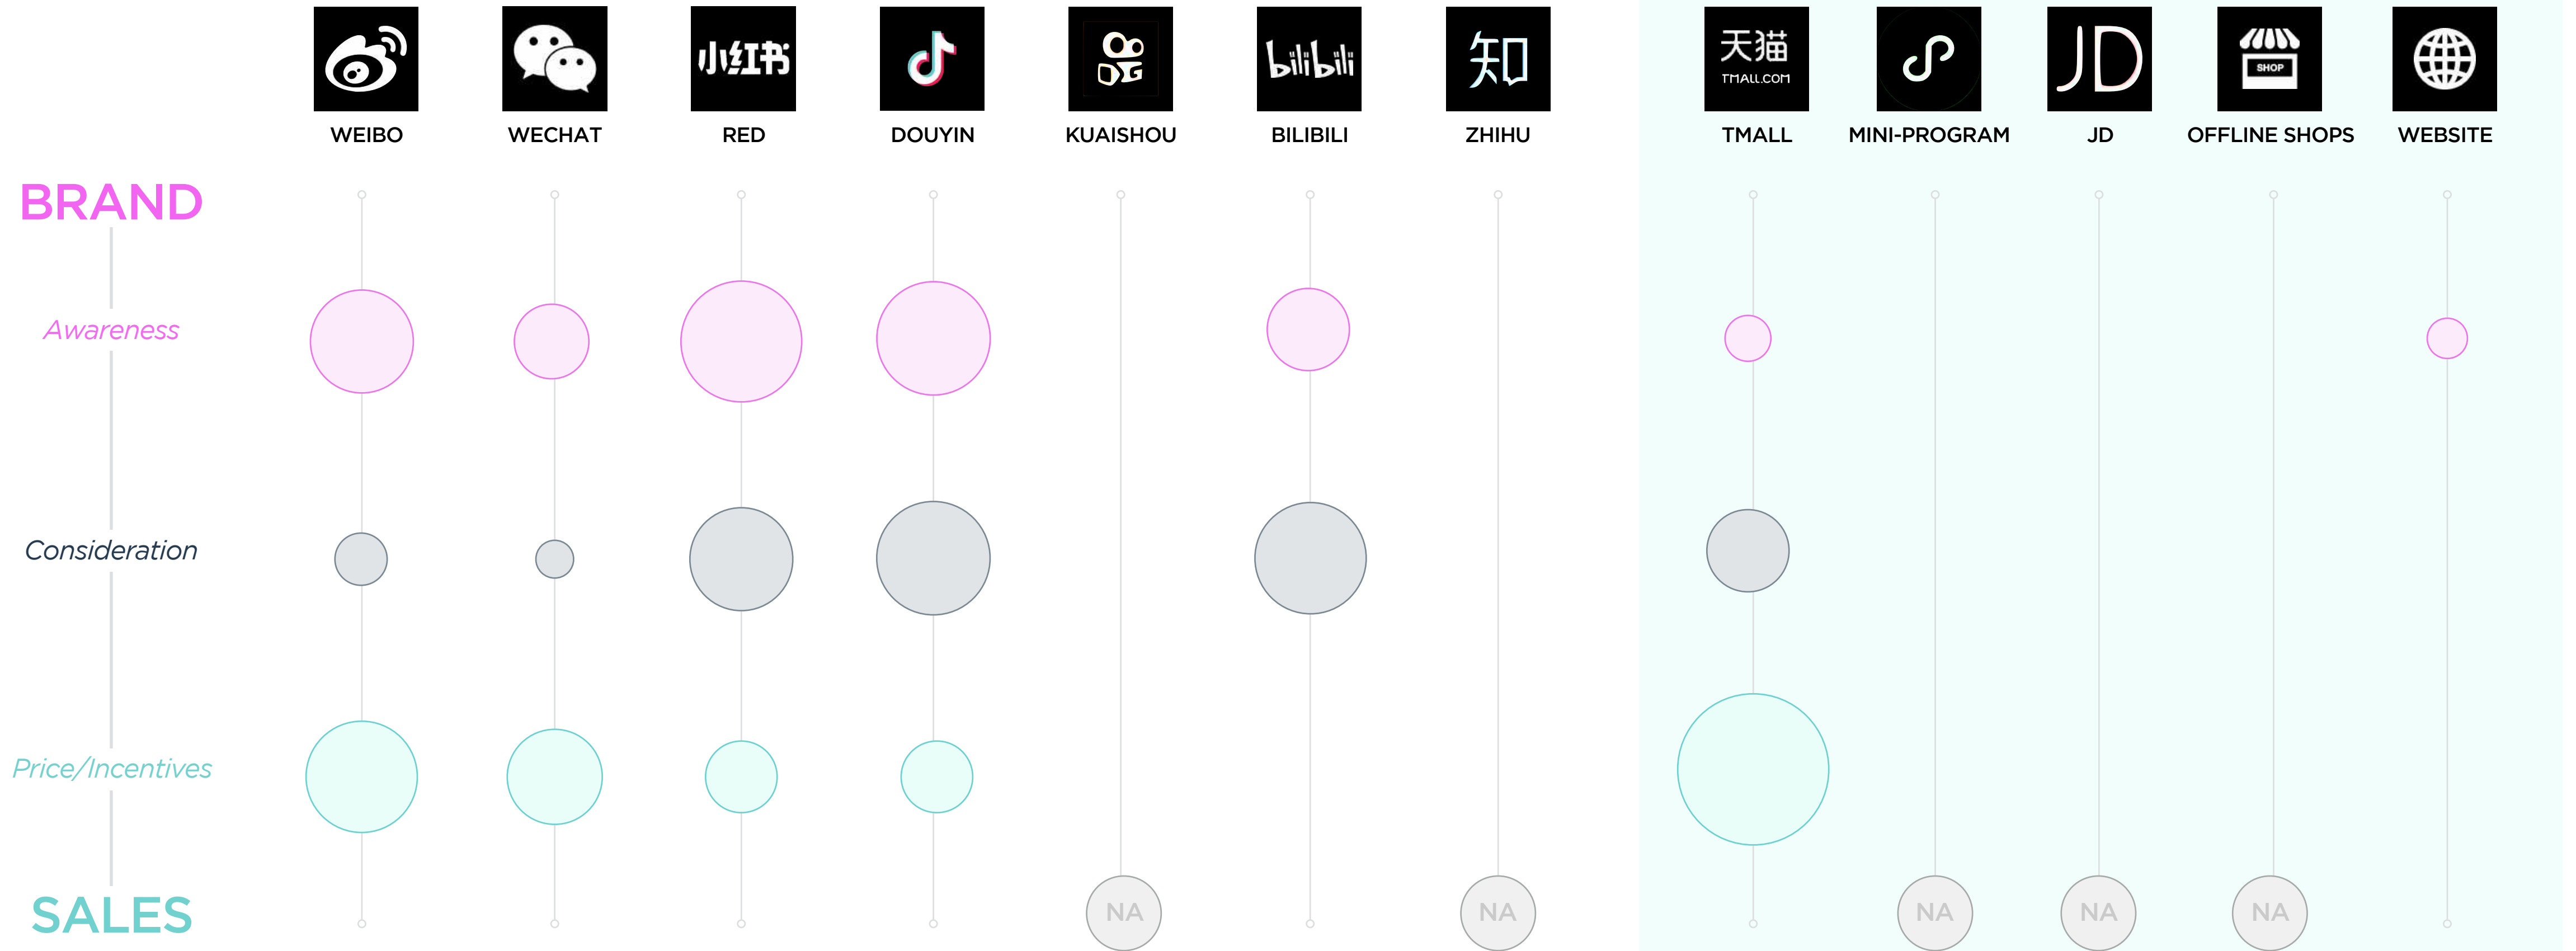 小红书
bilibili
知
天猫
TMALL.COM
JD
SHOP
WEIBO
WECHAT
RED
DOUYIN
KUAISHOU
BILIBILI
ZHIHU
TMALL
MINI-PROGRAM
JD
OFFLINE SHOPS
WEBSITE
BRAND
Awareness
Consideration
Price/Incentives
SALES
NA
NA
NA
NA
NA